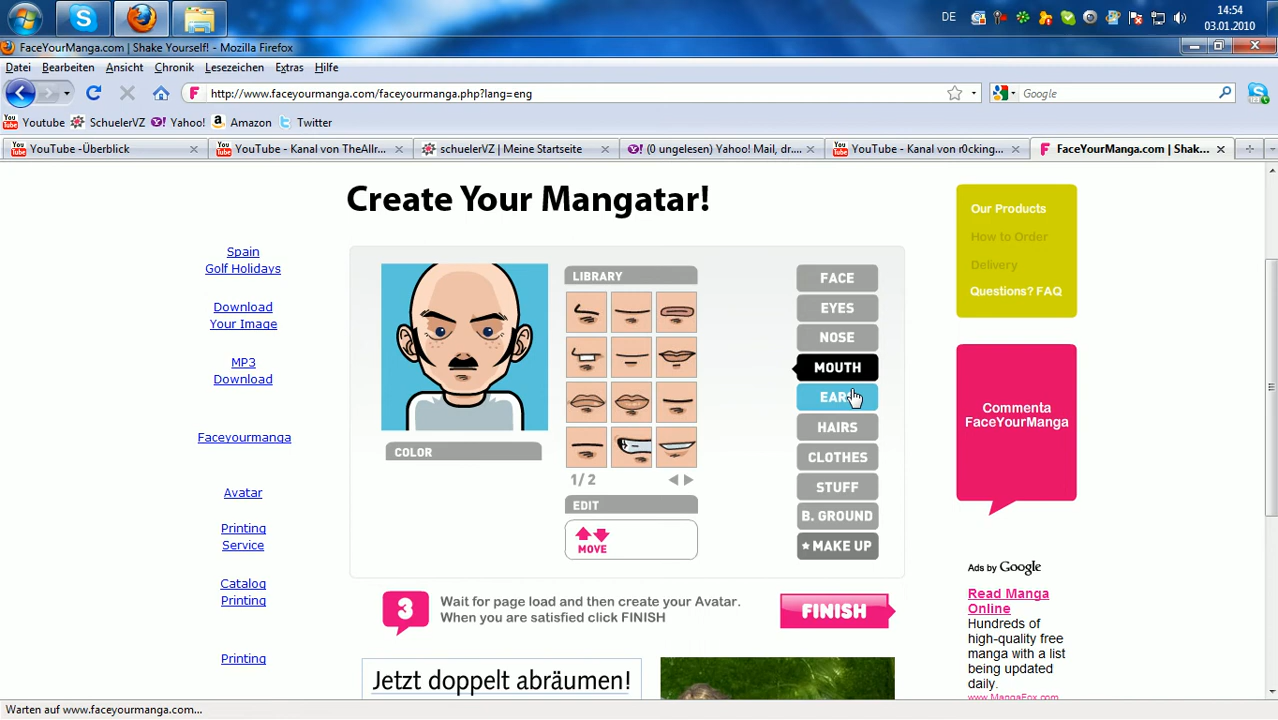 14:54
DE
03.01.2010
FaceYourManga.com | Shake Yourself! - Mozilla Firefox
Datei Bearbeiten Ansicht Chronik Lesezeichen Extras Hilfe
http://www.faceyourmanga.com/faceyourmanga.php?lang=eng
Google
Youtube SchuelerVZ Yahoo! Amazon Twitter
YouTube -Überblick
YouTube - Kanal von TheAllr...
schuelerVZ | Meine Startseite
(0 ungelesen) Yahoo! Mail, dr....
YouTube - Kanal von r0cking...
FaceYourManga.com | Shak...
Create Your Mangatar!
Spain
Golf Holidays
Download
Your Image
MP3
Download
Faceyourmanga
Avatar
Printing
Service
Catalog
Printing
Printing
COLOR
LIBRARY
1/2
EDIT
MOVE
FACE
EYES
NOSE
MOUTH
EAR
HAIRS
CLOTHES
STUFF
B. GROUND
★ MAKE UP
3
Wait for page load and then create your Avatar.
When you are satisfied click FINISH
FINISH
Jetzt doppelt abräumen!
Our Products
How to Order
Delivery
Questions? FAQ
Commenta
FaceYourManga
Ads by Google
Read Manga
Online
Hundreds of
high-quality free
manga with a list
being updated
daily.
www.MangaFox.com
Warten auf www.faceyourmanga.com...